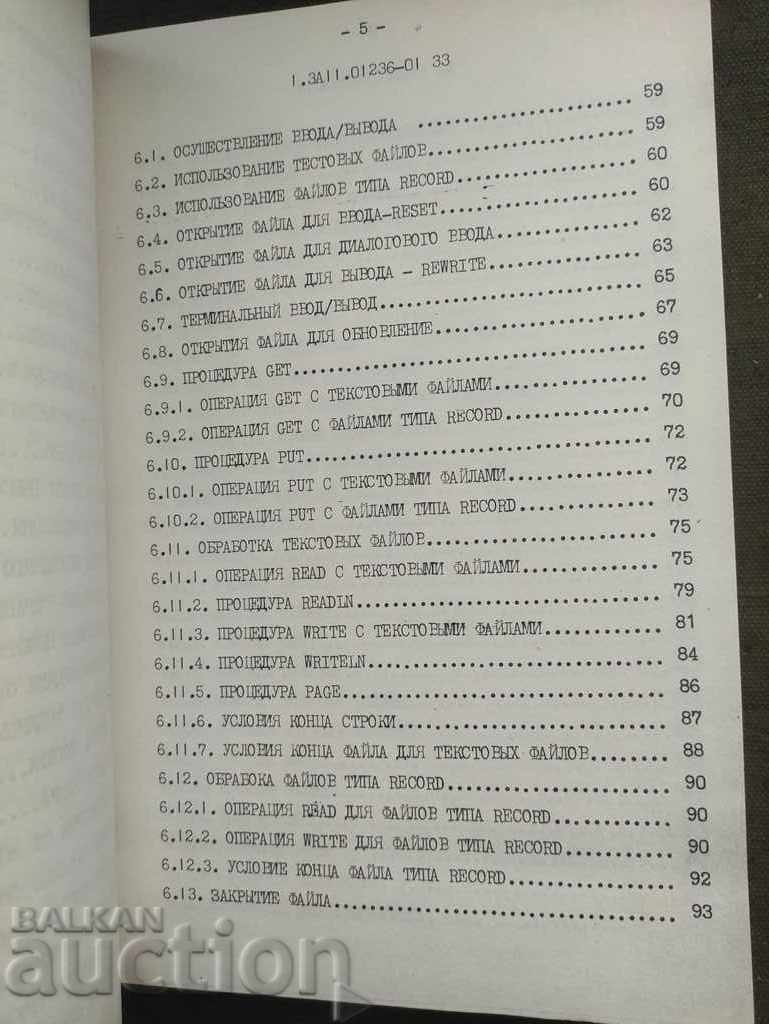 - 5 -
1.ЗА11.01236-01 33
6.1. ОСУЩЕСТВЛЕНИЕ ВВОДА/ВЫВОДА ........................ 59
6.2. ИСПОЛЬЗОВАНИЕ ТЕСТОВЫХ ФАЙЛОВ........................ 59
6.3. ИСПОЛЬЗОВАНИЕ ФАЙЛОВ ТИПА RECORD..................... 60
6.4. ОТКРЫТИЕ ФАЙЛА ДЛЯ ВВОДА-RESET....................... 60
6.5. ОТКРЫТИЕ ФАЙЛА ДЛЯ ДИАЛОГОВОГО ВВОДА................. 62
6.6. ОТКРЫТИЕ ФАЙЛА ДЛЯ ВЫВОДА - REWRITE.................. 63
6.7. ТЕРМИНАЛЬНЫЙ ВВОД/ВЫВОД.............................. 65
6.8. ОТКРЫТИЯ ФАЙЛА ДЛЯ ОБНОВЛЕНИЕ........................ 67
6.9. ПРОЦЕДУРА GET........................................ 69
6.9.1. ОПЕРАЦИЯ GET С ТЕКСТОВЫМИ ФАЙЛАМИ.................. 69
6.9.2. ОПЕРАЦИЯ GET С ФАЙЛАМИ ТИПА RECORD................. 70
6.10. ПРОЦЕДУРА PUT....................................... 72
6.10.1. ОПЕРАЦИЯ PUT С ТЕКСТОВЫМИ ФАЙЛАМИ................. 72
6.10.2. ОПЕРАЦИЯ PUT С ФАЙЛАМИ ТИПА RECORD................ 73
6.11. ОБРАБОТКА ТЕКСТОВЫХ ФАЙЛОВ.......................... 75
6.11.1. ОПЕРАЦИЯ READ С ТЕКСТОВЫМИ ФАЙЛАМИ................ 75
6.11.2. ПРОЦЕДУРА READLN.................................. 79
6.11.3. ПРОЦЕДУРА WRITE С ТЕКСТОВЫМИ ФАЙЛАМИ.............. 81
6.11.4. ПРОЦЕДУРА WRITELN................................. 84
6.11.5. ПРОЦЕДУРА PAGE.................................... 86
6.11.6. УСЛОВИЯ КОНЦА СТРОКИ.............................. 87
6.11.7. УСЛОВИЯ КОНЦА ФАЙЛА ДЛЯ ТЕКСТОВЫХ ФАЙЛОВ.......... 88
6.12. ОБРАБОКА ФАЙЛОВ ТИПА RECORD......................... 90
6.12.1. ОПЕРАЦИЯ READ ДЛЯ ФАЙЛОВ ТИПА RECORD.............. 90
6.12.2. ОПЕРАЦИЯ WRITE ДЛЯ ФАЙЛОВ ТИПА RECORD............. 90
6.12.3. УСЛОВИЕ КОНЦА ФАЙЛА ТИПА RECORD................... 92
6.13. ЗАКРЫТИЕ ФАЙЛА...................................... 93
BALKAN
auction